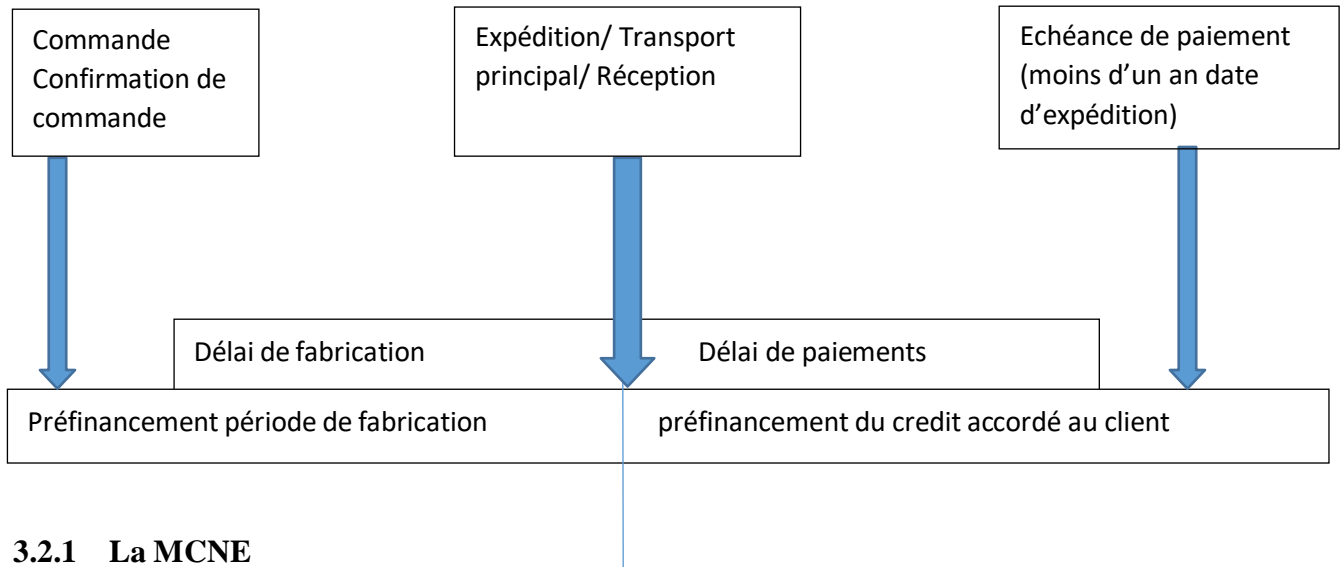 Commande
Confirmation de
commande
Expédition/ Transport
principal/ Réception
Echéance de paiement
(moins d’un an date
d’expédition)
Délai de fabrication
Délai de paiements
Préfinancement période de fabrication
préfinancement du credit accordé au client
3.2.1 La MCNE